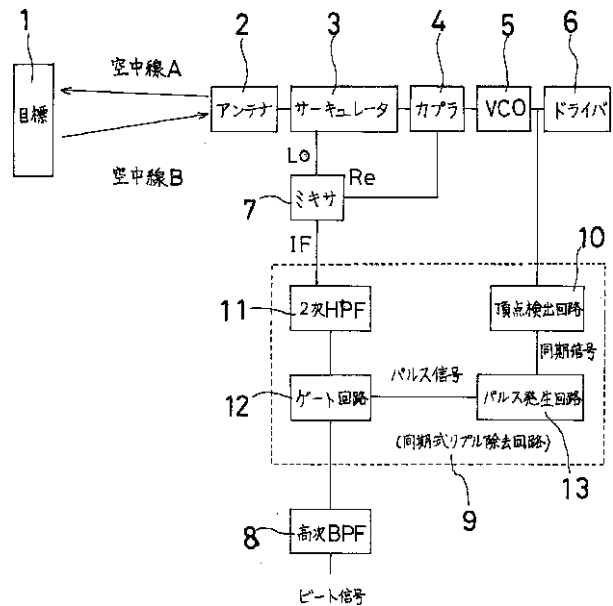 1
2
3
4
5
6
空中線A
目標
アンテナ
サーキュレータ
カプラ
VCO
ドライバ
空中線B
Lo
Re
ミキサ
7
IF
10
11
2次HPF
頂点検出回路
同期信号
パルス信号
12
ゲート回路
パルス発生回路
(同期式リプル除去回路)
9
13
8
高次BPF
ビート信号